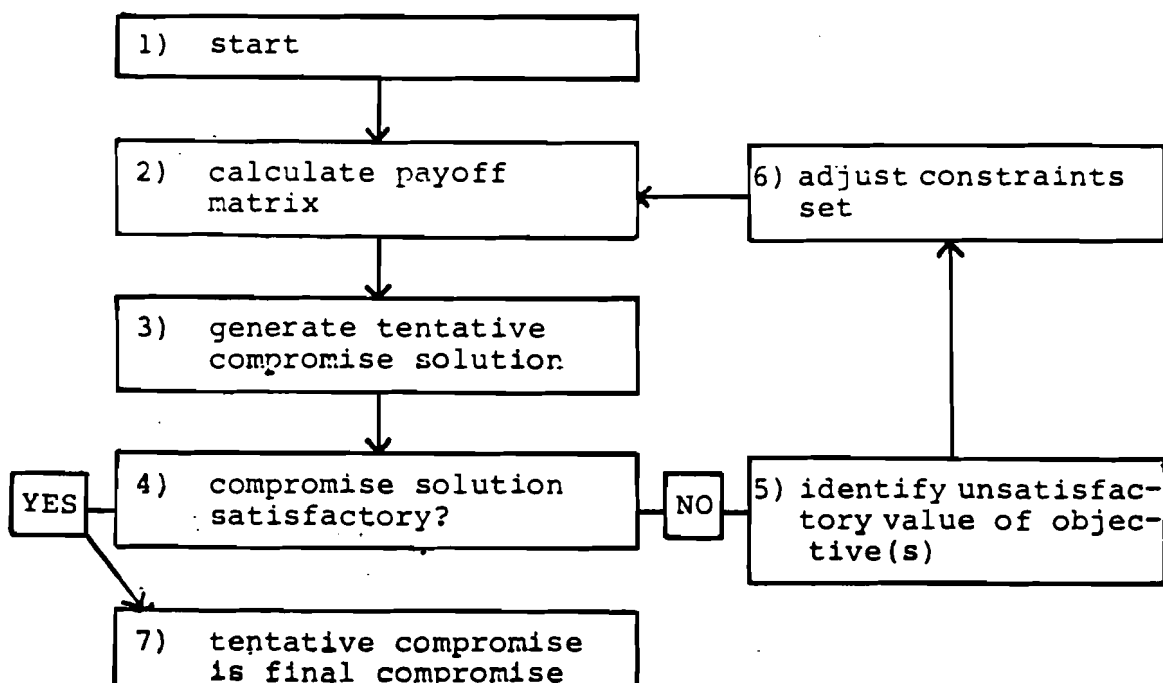 1) start
2) calculate payoff
matrix
3) generate tentative
compromise solution
4) compromise solution
satisfactory?
YES
NO
5) identify unsatisfac-
tory value of objec-
tive(s)
6) adjust constraints
set
7) tentative compromise
is final compromise